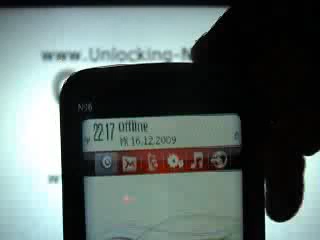 www.Unlocking-N
N96
22:17 Offline
Mi 16.12.2009
w